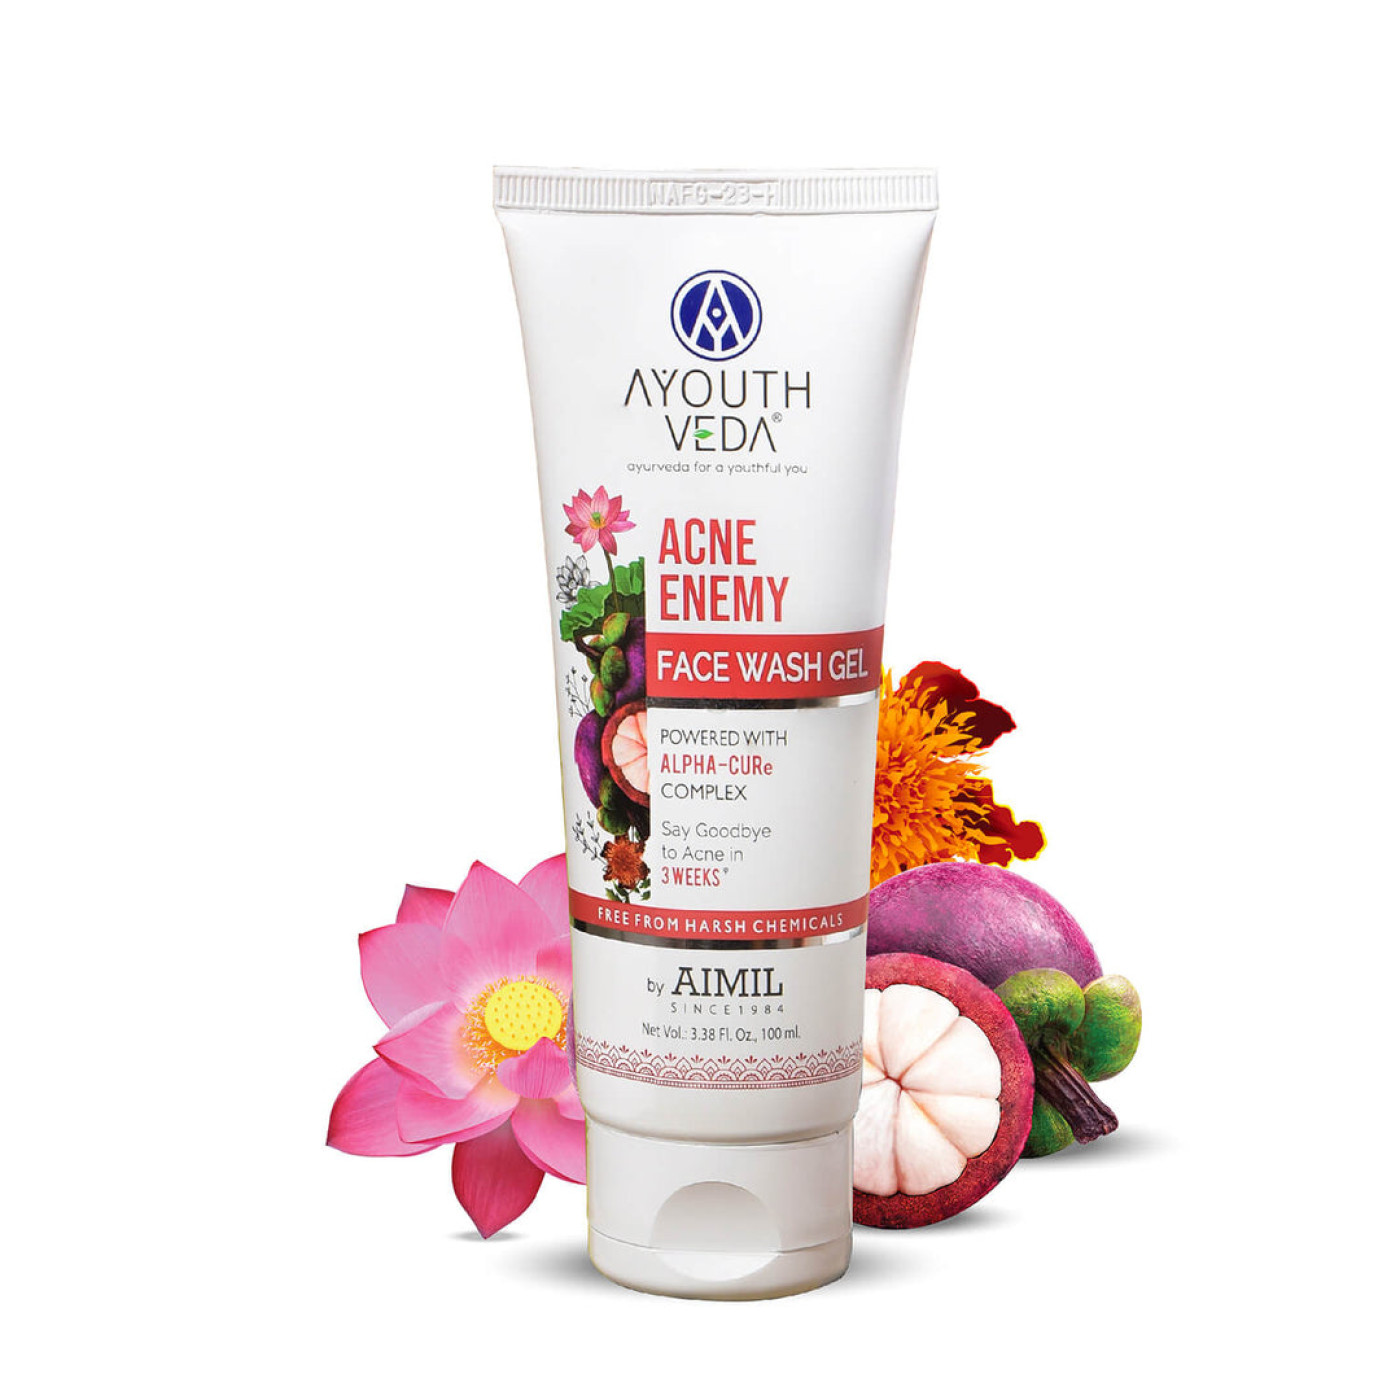 NAFG-23-H
AYOUTH
VEDA®
ayurveda for a youthful you
ACNE
ENEMY
FACE WASH GEL
POWERED WITH
ALPHA-CURe
COMPLEX
Say Goodbye
to Acne in
3 WEEKS*
FREE FROM HARSH CHEMICALS
by AIMIL
SINCE 1984
Net Vol.: 3.38 Fl. Oz., 100 ml.